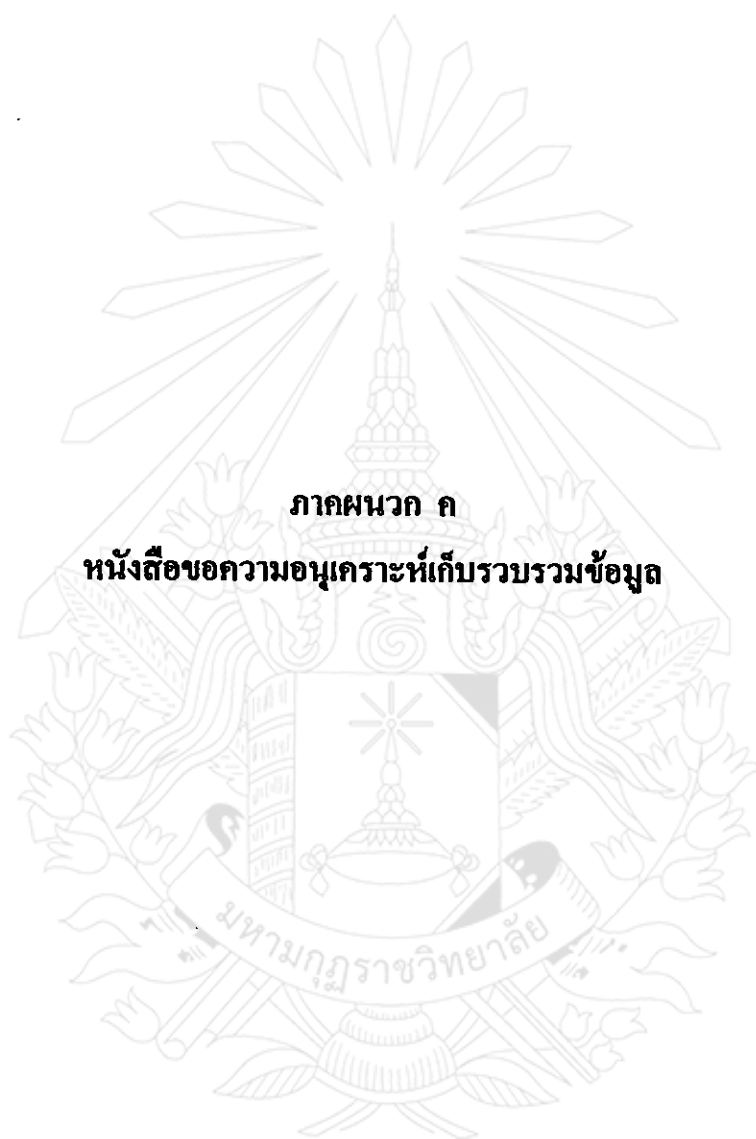 ภาคผนวก ค
หนังสือขอความอนุเคราะห์เก็บรวบรวมข้อมูล
มหามกุฏราชวิทยาลัย